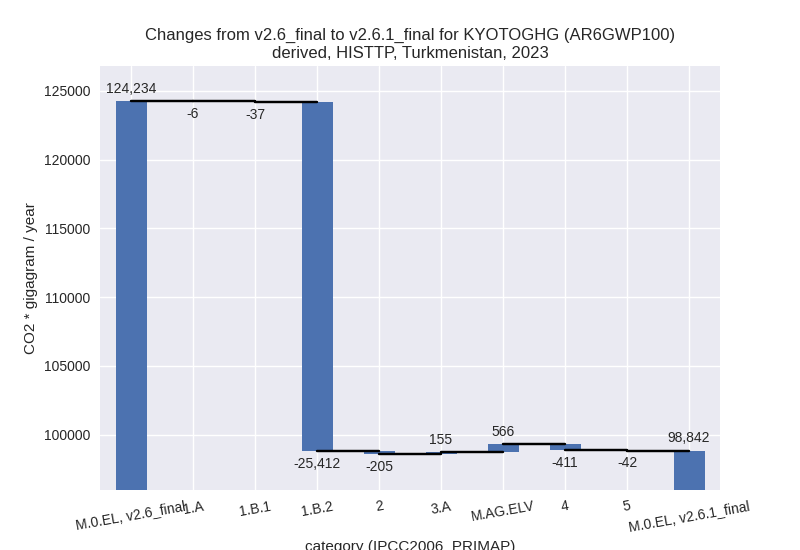 Changes from v2.6_final to v2.6.1_final for KYOTOGHG (AR6GWP100)
derived, HISTTP, Turkmenistan, 2023
CO2 * gigagram / year
125000
120000
115000
110000
105000
100000
124,234
-6
-37
-25,412
-205
155
566
-411
-42
98,842
M.0.EL, v2.6_final
1.A
1.B.1
1.B.2
2
3.A
M.AG.ELV
4
5
M.0.EL, v2.6.1_final
category (IPCC2006_PRIMAP)